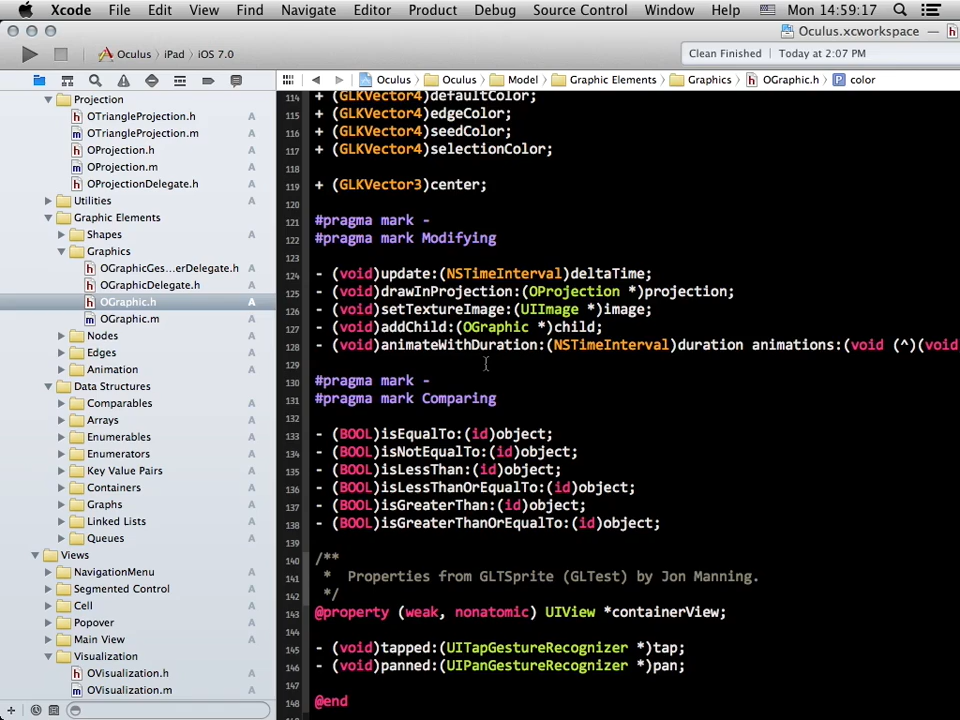 Xcode File Edit View Find Navigate Editor Product Debug Source Control Window Help Mon 14:59:17
Oculus.xcworkspace —
Oculus iPad iOS 7.0
Clean Finished Today at 2:07 PM
Oculus Oculus Model Graphic Elements Graphics OGraphic.h color
Projection
OTriangleProjection.h A
OTriangleProjection.m A
OProjection.h A
OProjection.m A
OProjectionDelegate.h A
Utilities
Graphic Elements
Shapes
Graphics
OGraphicGes...erDelegate.h A
OGraphicDelegate.h A
OGraphic.h A
OGraphic.m A
Nodes
Edges
Animation
Data Structures
Comparables
Arrays
Enumerables
Enumerators
Key Value Pairs
Containers
Graphs
Linked Lists
Queues
Views
NavigationMenu
Segmented Control
Cell
Popover
Main View
Visualization
OVisualization.h A
OVisualization.m A
114 + (GLKVector4)defaultColor;
115 + (GLKVector4)edgeColor;
116 + (GLKVector4)seedColor;
117 + (GLKVector4)selectionColor;
118
119 + (GLKVector3)center;
120
121 #pragma mark -
122 #pragma mark Modifying
123
124 - (void)update:(NSTimeInterval)deltaTime;
125 - (void)drawInProjection:(OProjection *)projection;
126 - (void)setTextureImage:(UIImage *)image;
127 - (void)addChild:(OGraphic *)child;
128 - (void)animateWithDuration:(NSTimeInterval)duration animations:(void (^)(void
129
130 #pragma mark -
131 #pragma mark Comparing
132
133 - (BOOL)isEqualTo:(id)object;
134 - (BOOL)isNotEqualTo:(id)object;
135 - (BOOL)isLessThan:(id)object;
136 - (BOOL)isLessThanOrEqualTo:(id)object;
137 - (BOOL)isGreaterThan:(id)object;
138 - (BOOL)isGreaterThanOrEqualTo:(id)object;
139
140 /**
141 * Properties from GLTSprite (GLTest) by Jon Manning.
142 */
143 @property (weak, nonatomic) UIView *containerView;
144
145 - (void)tapped:(UITapGestureRecognizer *)tap;
146 - (void)panned:(UIPanGestureRecognizer *)pan;
147
148 @end